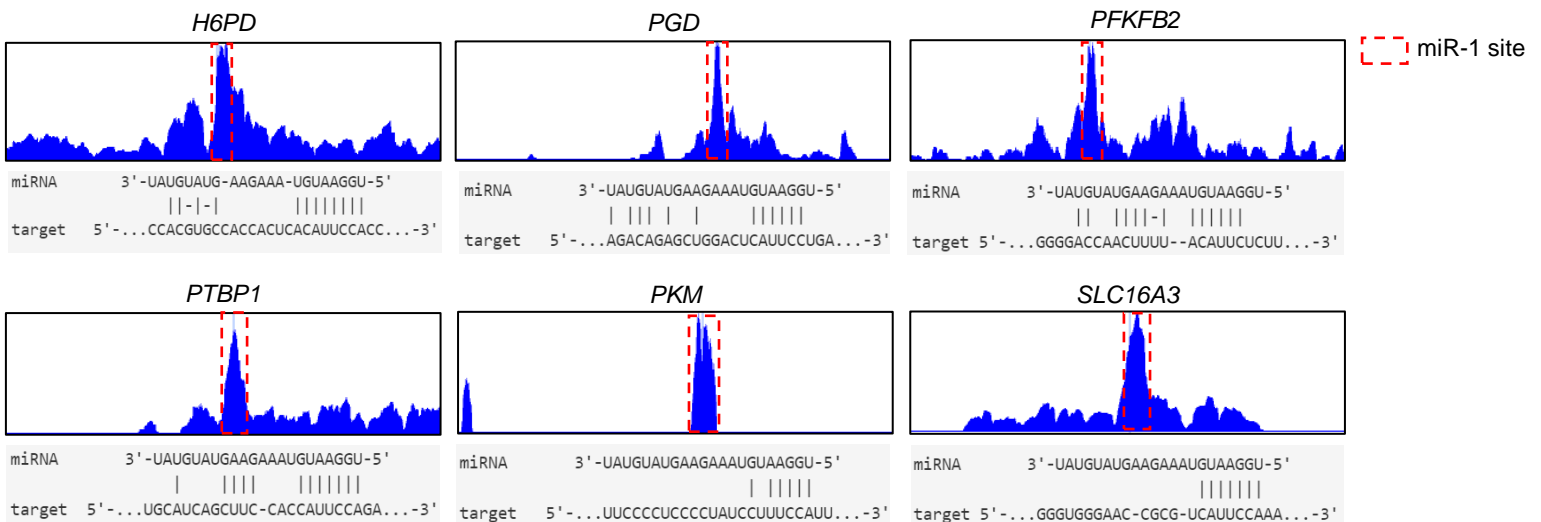 H6PD
PGD
PFKFB2
miR-1 site
miRNA 3'-UAUGUAUG-AAGAAA-UGUAAGGU-5'
||-|-| ||||||||
target 5'-...CCACGUGCCACCACUCACAUUCCACC...-3'
miRNA 3'-UAUGUAUGAAGAAAUGUAAGGU-5'
| ||| | | ||||||
target 5'-...AGACAGAGCUGGACUCAUUCCUGA...-3'
miRNA 3'-UAUGUAUGAAGAAAUGUAAGGU-5'
|| ||||-| ||||||
target 5'-...GGGGACCAACUUUU--ACAUUCUCUU...-3'
PTBP1
PKM
SLC16A3
miRNA 3'-UAUGUAUGAAGAAAUGUAAGGU-5'
| |||| |||||||
target 5'-...UGCAUCAGCUUC-CACCAUUCCAGA...-3'
miRNA 3'-UAUGUAUGAAGAAAUGUAAGGU-5'
| |||||
target 5'-...UUCCCCUCCCCUAUCCUUUCCAUU...-3'
miRNA 3'-UAUGUAUGAAGAAAUGUAAGGU-5'
|||||||
target 5'-...GGGUGGGAAC-CGCG-UCAUUCCAAA...-3'